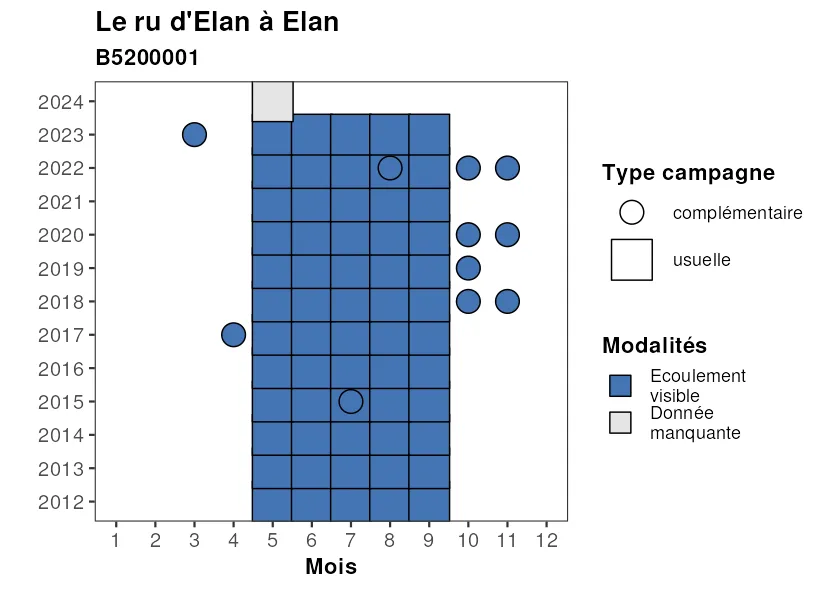 Le ru d'Elan à Elan
B5200001
2024
2023
2022
2021
2020
2019
2018
2017
2016
2015
2014
2013
2012
1 2 3 4 5 6 7 8 9 10 11 12
Mois
Type campagne
complémentaire
usuelle
Modalités
Ecoulement
visible
Donnée
manquante